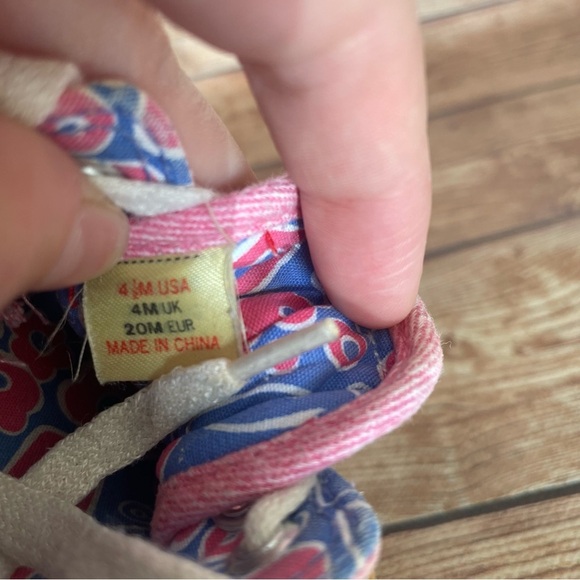 4½M USA
4M UK
20M EUR
MADE IN CHINA